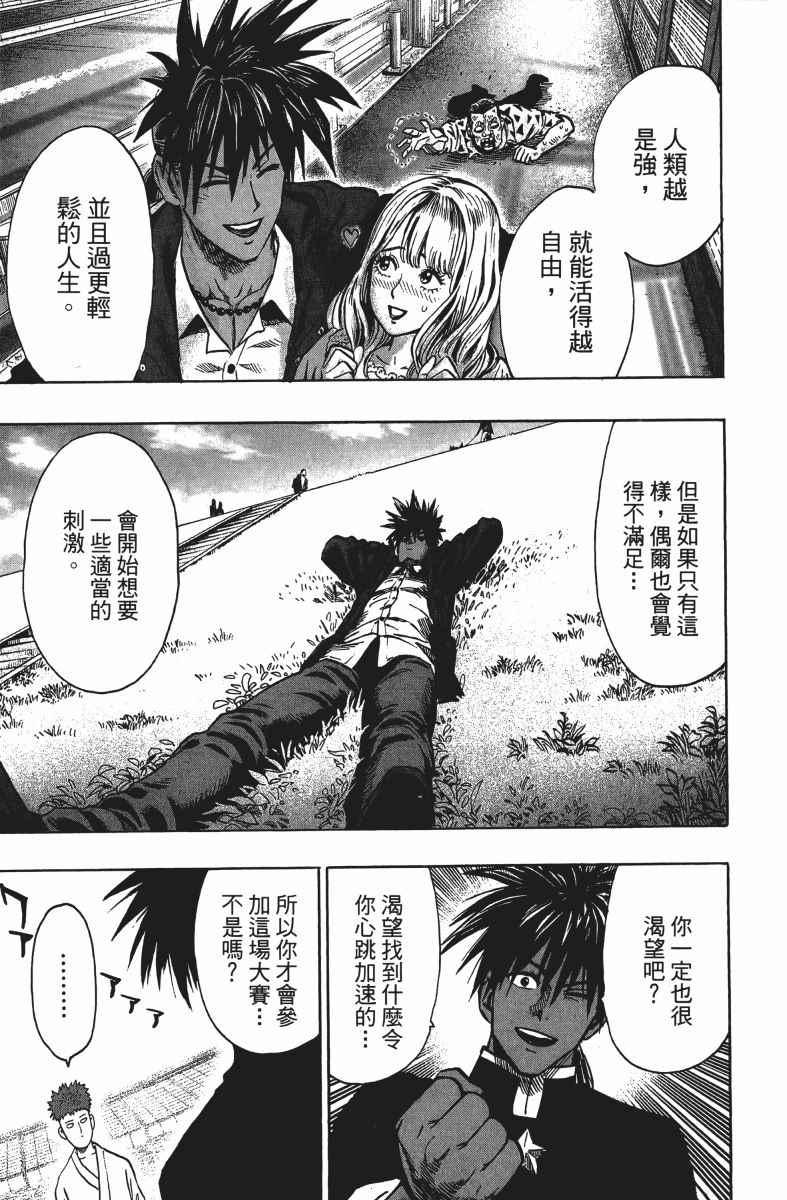 人類越
是強，
就能活得越
自由，
並且過更輕
鬆的人生。
但是如果只有這
樣，偶爾也會覺
得不滿足…
會開始想要
一些適當的
刺激。
你一定也很
渴望吧？
渴望找到什麼令
你心跳加速的…
所以你才會參
加這場大賽…
不是嗎？
………
ワァ
ワァ